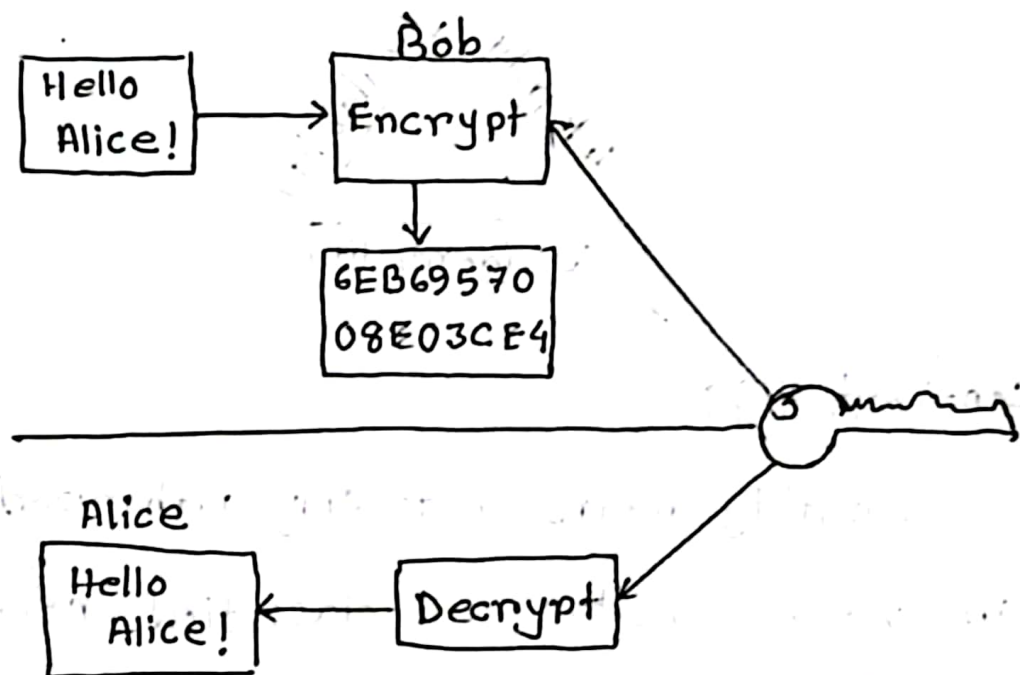 Bob
Hello
Alice!
Encrypt
6EB69570
08E03CE4
Alice
Hello
Alice!
Decrypt